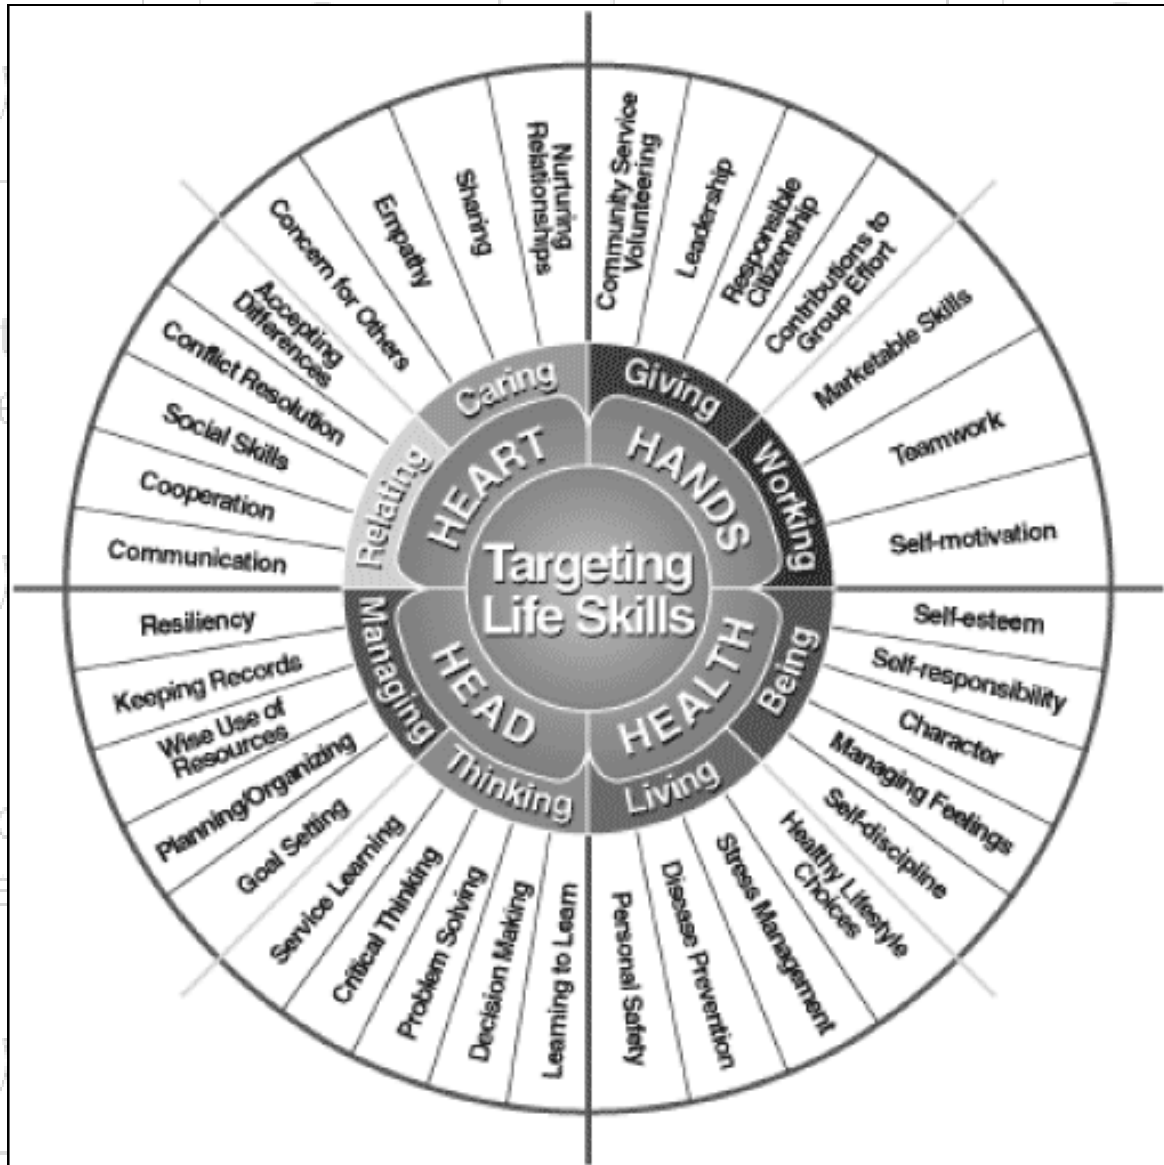 Targeting
Life Skills
HEART
HANDS
HEALTH
HEAD
Caring
Giving
Working
Being
Living
Thinking
Managing
Relating
Community Service
Volunteering
Leadership
Responsible
Citizenship
Contributions to
Group Effort
Marketable Skills
Teamwork
Self-motivation
Self-esteem
Self-responsibility
Character
Managing Feelings
Self-discipline
Healthy Lifestyle
Choices
Stress Management
Disease Prevention
Personal Safety
Learning to Learn
Decision Making
Problem Solving
Critical Thinking
Service Learning
Goal Setting
Planning/Organizing
Wise Use of
Resources
Keeping Records
Resiliency
Communication
Cooperation
Social Skills
Conflict Resolution
Accepting
Differences
Concern for Others
Empathy
Sharing
Nurturing
Relationships